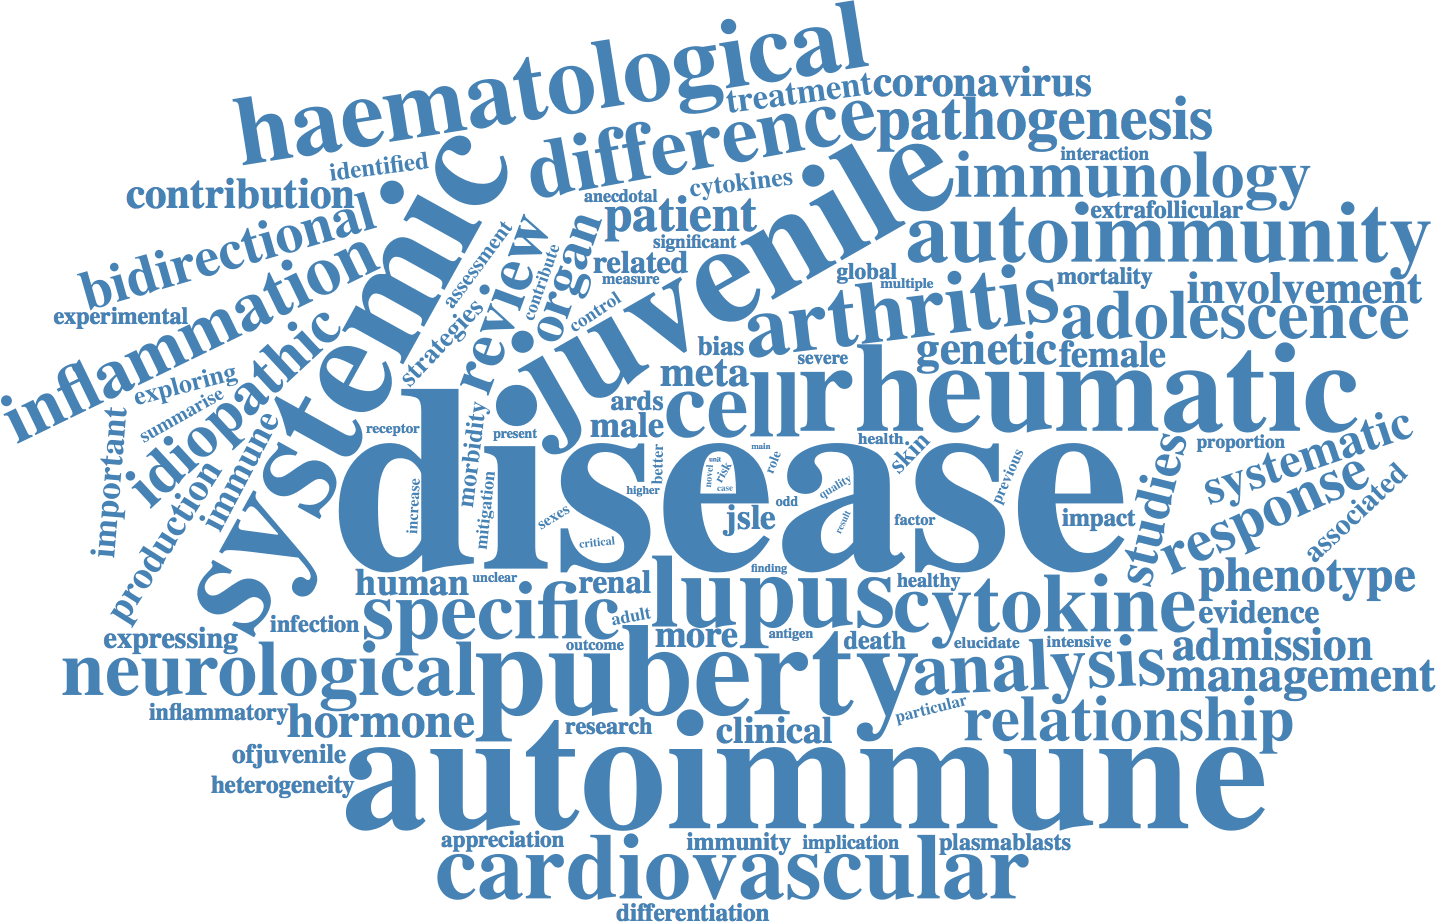 haematological
treatment
coronavirus
difference
pathogenesis
identified
systemic
juvenile
interaction
contribution
anecdotal
cytokines
immunology
bidirectional
patient
extrafollicular
autoimmunity
significant
assessment
review
organ
contribute
related
measure
global
multiple
mortality
inflammation
experimental
control
arthritis
involvement
adolescence
strategies
idiopathic
bias
severe
genetic
female
exploring
meta
rheumatic
summarise
ards
cell
male
important
immune
receptor
morbidity
present
disease
health
skin
studies
proportion
systematic
production
increase
mitigation
better
higher
main
unit
novel
risk
case
role
quality
previous
response
associated
sexes
critical
jsle
odd
result
factor
impact
finding
human
unclear
renal
lupus
healthy
cytokine
phenotype
specific
adult
evidence
infection
expressing
outcome
more
antigen
death
elucidate
intensive
admission
neurological
puberty
analysis
management
inflammatory
hormone
research
clinical
particular
relationship
ofjuvenile
heterogeneity
autoimmune
appreciation
immunity
implication
plasmablasts
cardiovascular
differentiation